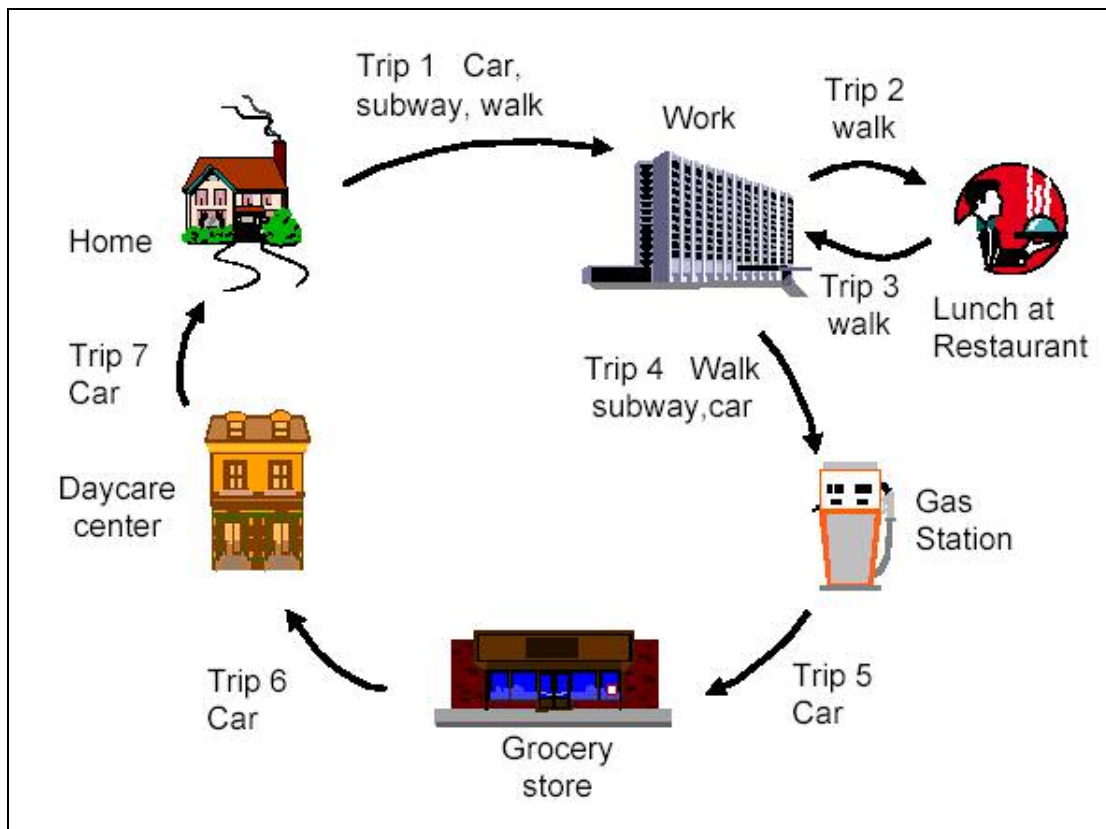 Trip 1   Car,
subway, walk
Work
Trip 2
walk
Home
Trip 3
walk
Lunch at
Restaurant
Trip 4   Walk
subway,car
Trip 7
Car
Daycare
center
Gas
Station
Trip 5
Car
Trip 6
Car
Grocery
store